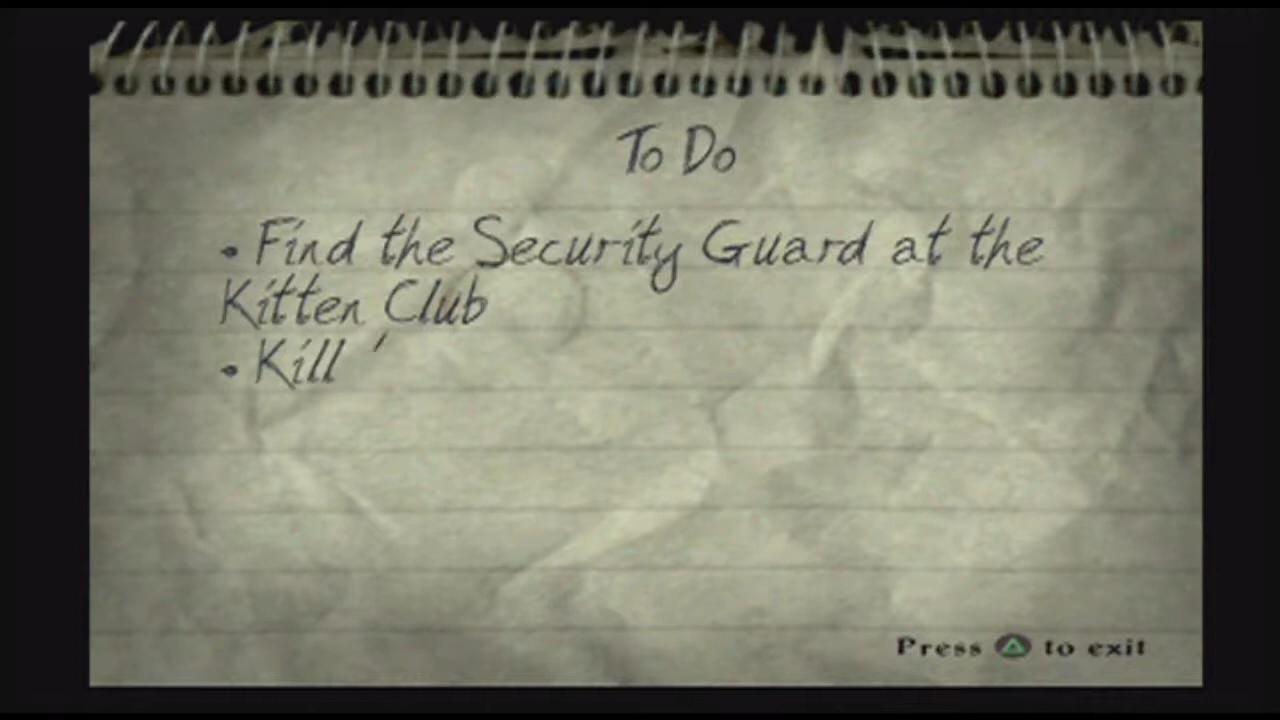 To Do
• Find the Security Guard at the
Kitten Club
• Kill '
Press to exit